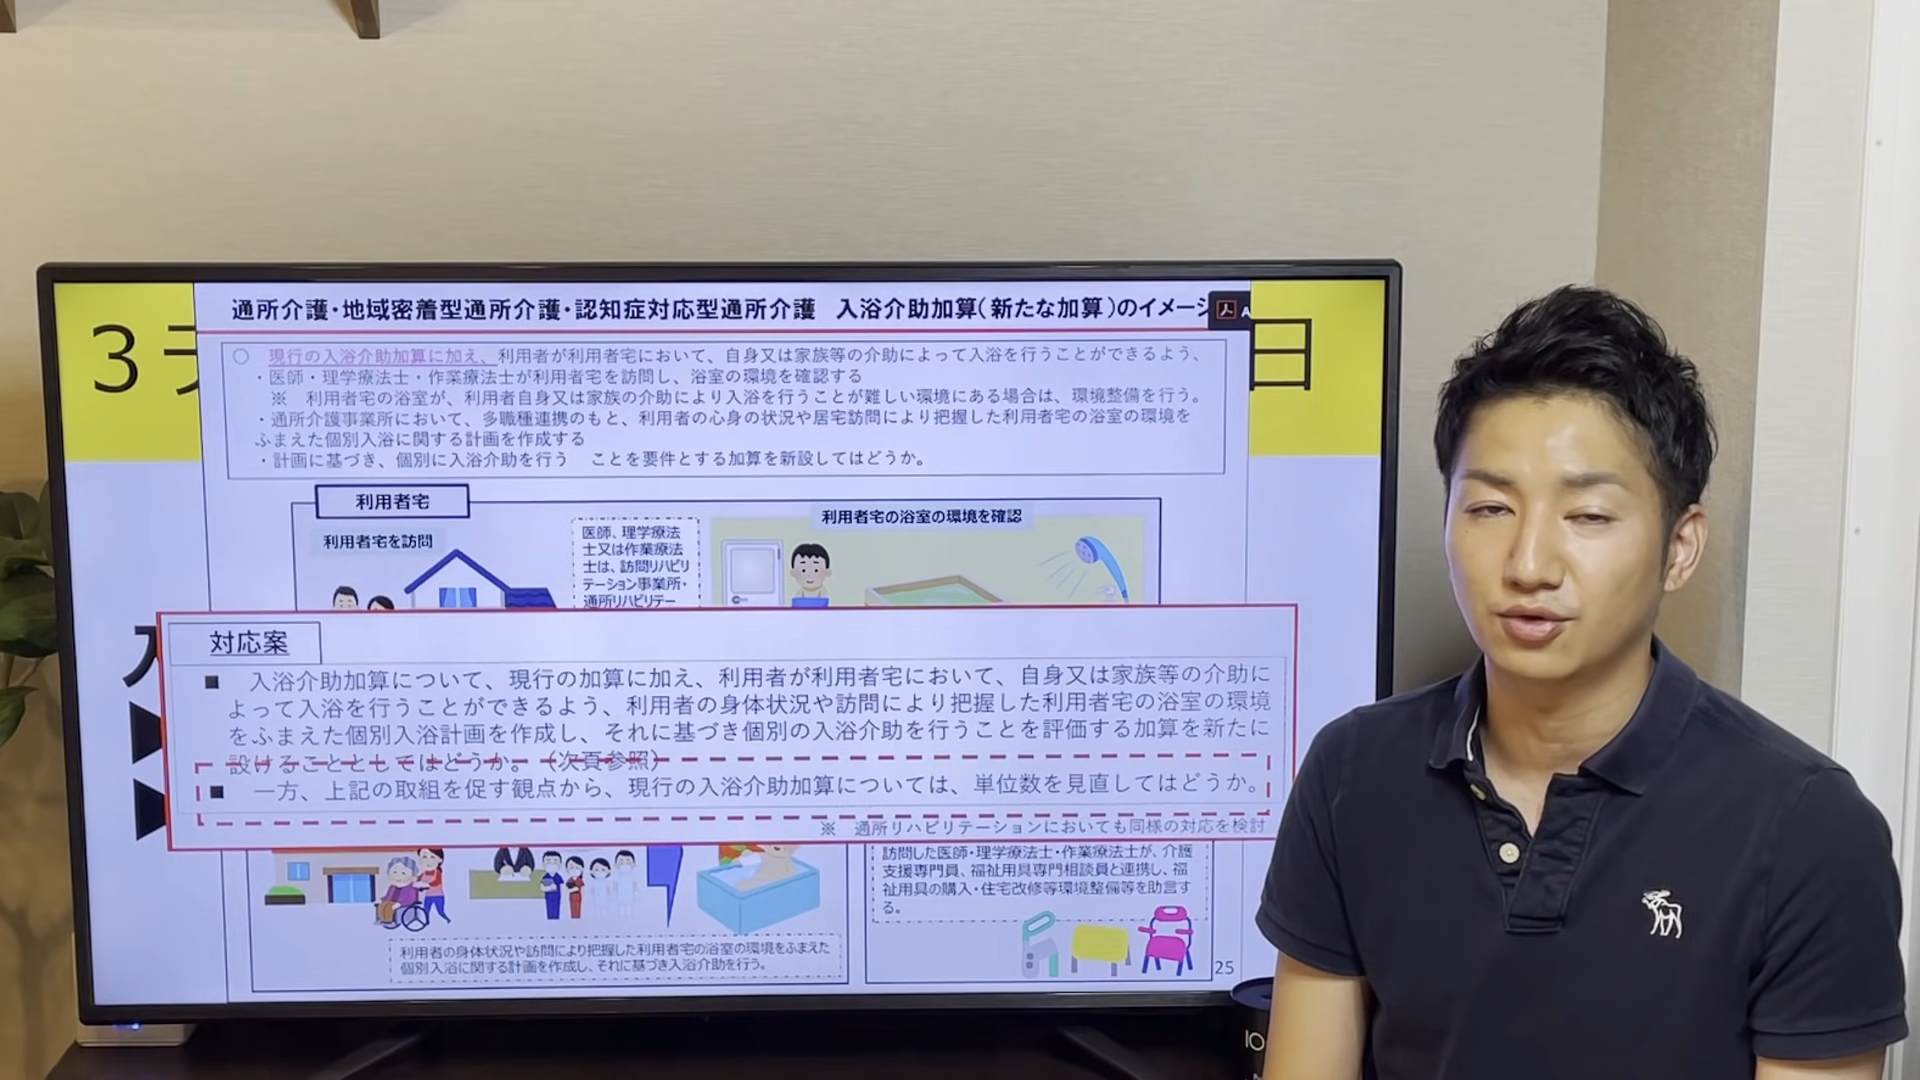 3
日
通所介護・地域密着型通所介護・認知症対応型通所介護　入浴介助加算(新たな加算)のイメージ
○　現行の入浴介助加算に加え、利用者が利用者宅において、自身又は家族等の介助によって入浴を行うことができるよう、
・医師・理学療法士・作業療法士が利用者宅を訪問し、浴室の環境を確認する
※　利用者宅の浴室が、利用者自身又は家族の介助により入浴を行うことが難しい環境にある場合は、環境整備を行う。
・通所介護事業所において、多職種連携のもと、利用者の心身の状況や居宅訪問により把握した利用者宅の浴室の環境を
ふまえた個別入浴に関する計画を作成する
・計画に基づき、個別に入浴介助を行う　ことを要件とする加算を新設してはどうか。
利用者宅
利用者宅を訪問
医師、理学療法
士又は作業療法
士は、訪問リハビリ
テーション事業所・
通所リハビリテー
利用者宅の浴室の環境を確認
対応案
■　入浴介助加算について、現行の加算に加え、利用者が利用者宅において、自身又は家族等の介助に
よって入浴を行うことができるよう、利用者の身体状況や訪問により把握した利用者宅の浴室の環境
をふまえた個別入浴計画を作成し、それに基づき個別の入浴介助を行うことを評価する加算を新たに
設けることとしてはどうか。（次頁参照）
■　一方、上記の取組を促す観点から、現行の入浴介助加算については、単位数を見直してはどうか。
※　通所リハビリテーションにおいても同様の対応を検討
訪問した医師・理学療法士・作業療法士が、介護
支援専門員、福祉用具専門相談員と連携し、福
祉用具の購入・住宅改修等環境整備等を助言す
る。
利用者の身体状況や訪問により把握した利用者宅の浴室の環境をふまえた
個別入浴に関する計画を作成し、それに基づき入浴介助を行う。
25